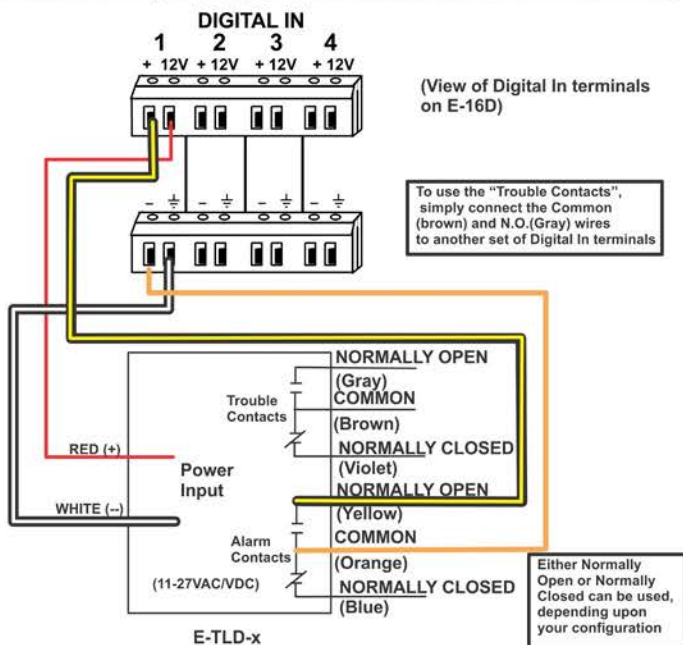 DIGITAL IN
1 2 3 4
+ 12V + 12V + 12V + 12V
(View of Digital In terminals
on E-16D)
To use the “Trouble Contacts”,
simply connect the Common
(brown) and N.O.(Gray) wires
to another set of Digital In terminals
– ⏚ – ⏚ – ⏚ – ⏚
NORMALLY OPEN
(Gray)
Trouble
Contacts
COMMON
(Brown)
NORMALLY CLOSED
(Violet)
RED (+)
Power
Input
NORMALLY OPEN
(Yellow)
WHITE (--)
Alarm
Contacts
COMMON
(Orange)
(11-27VAC/VDC)
NORMALLY CLOSED
(Blue)
Either Normally
Open or Normally
Closed can be used,
depending upon
your configuration
E-TLD-x